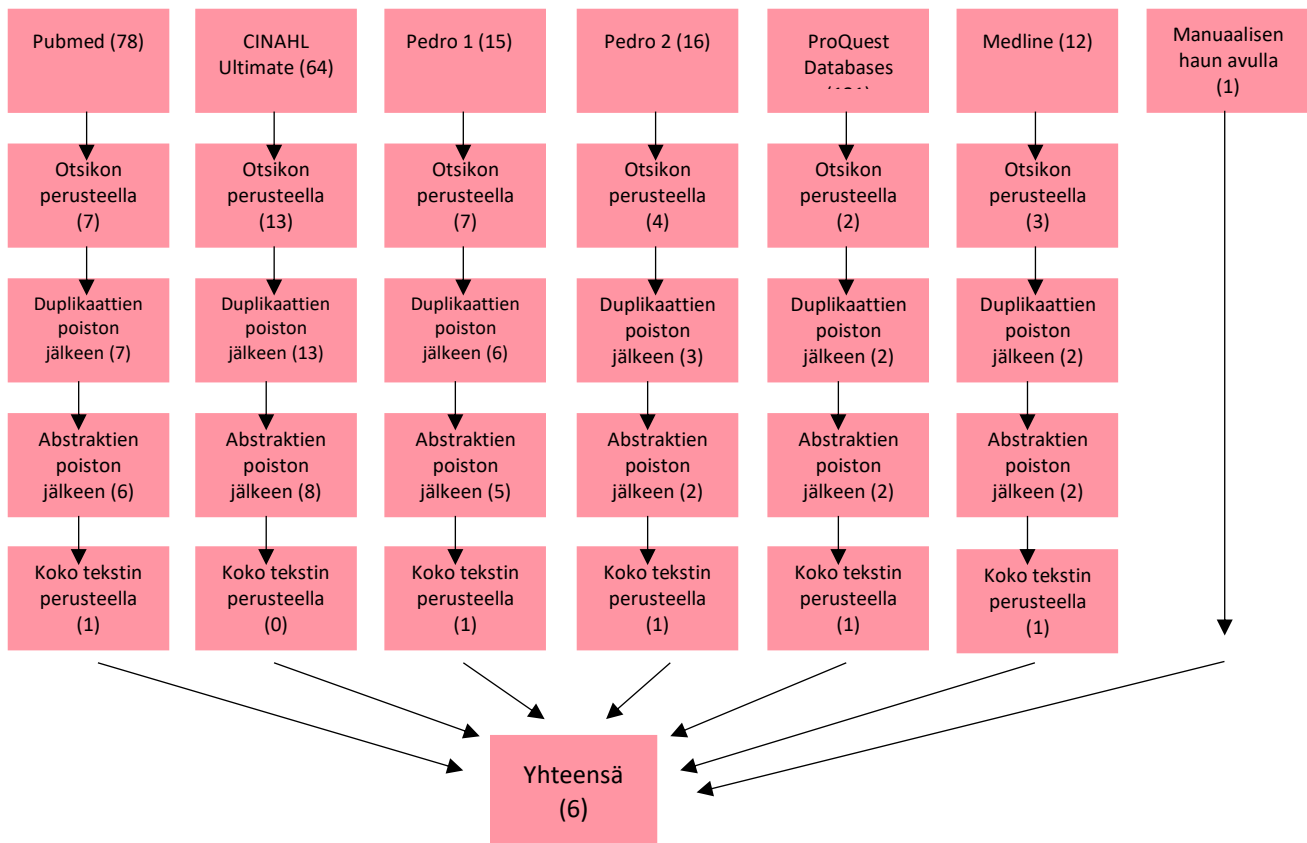 Pubmed (78)
CINAHL
Ultimate (64)
Pedro 1 (15)
Pedro 2 (16)
ProQuest
Databases
Medline (12)
Manuaalisen
haun avulla
(1)
Otsikon
perusteella
(7)
Otsikon
perusteella
(13)
Otsikon
perusteella
(7)
Otsikon
perusteella
(4)
Otsikon
perusteella
(2)
Otsikon
perusteella
(3)
Duplikaattien
poiston
jälkeen (7)
Duplikaattien
poiston
jälkeen (13)
Duplikaattien
poiston
jälkeen (6)
Duplikaattien
poiston
jälkeen (3)
Duplikaattien
poiston
jälkeen (2)
Duplikaattien
poiston
jälkeen (2)
Abstraktien
poiston
jälkeen (6)
Abstraktien
poiston
jälkeen (8)
Abstraktien
poiston
jälkeen (5)
Abstraktien
poiston
jälkeen (2)
Abstraktien
poiston
jälkeen (2)
Abstraktien
poiston
jälkeen (2)
Koko tekstin
perusteella
(1)
Koko tekstin
perusteella
(0)
Koko tekstin
perusteella
(1)
Koko tekstin
perusteella
(1)
Koko tekstin
perusteella
(1)
Koko tekstin
perusteella
(1)
Yhteensä
(6)